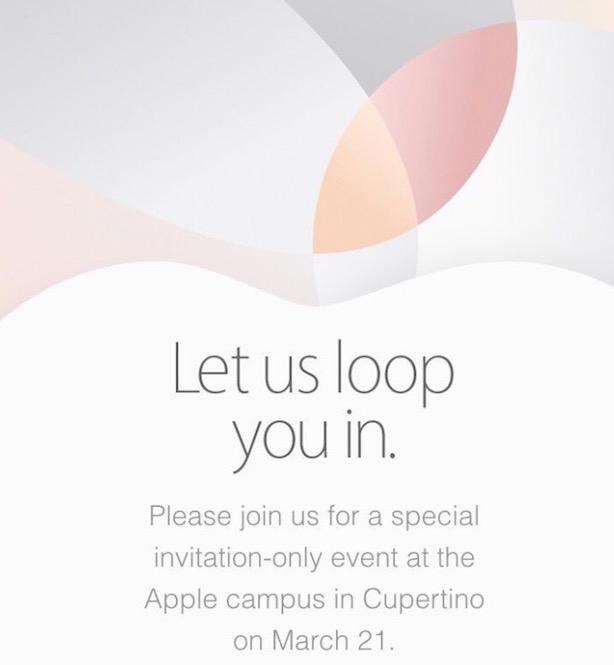 Let us loop
you in.
Please join us for a special
invitation-only event at the
Apple campus in Cupertino
on March 21.